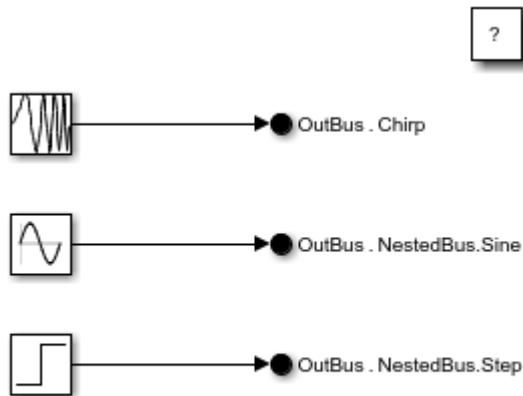 ?
OutBus . Chirp
OutBus . NestedBus.Sine
OutBus . NestedBus.Step